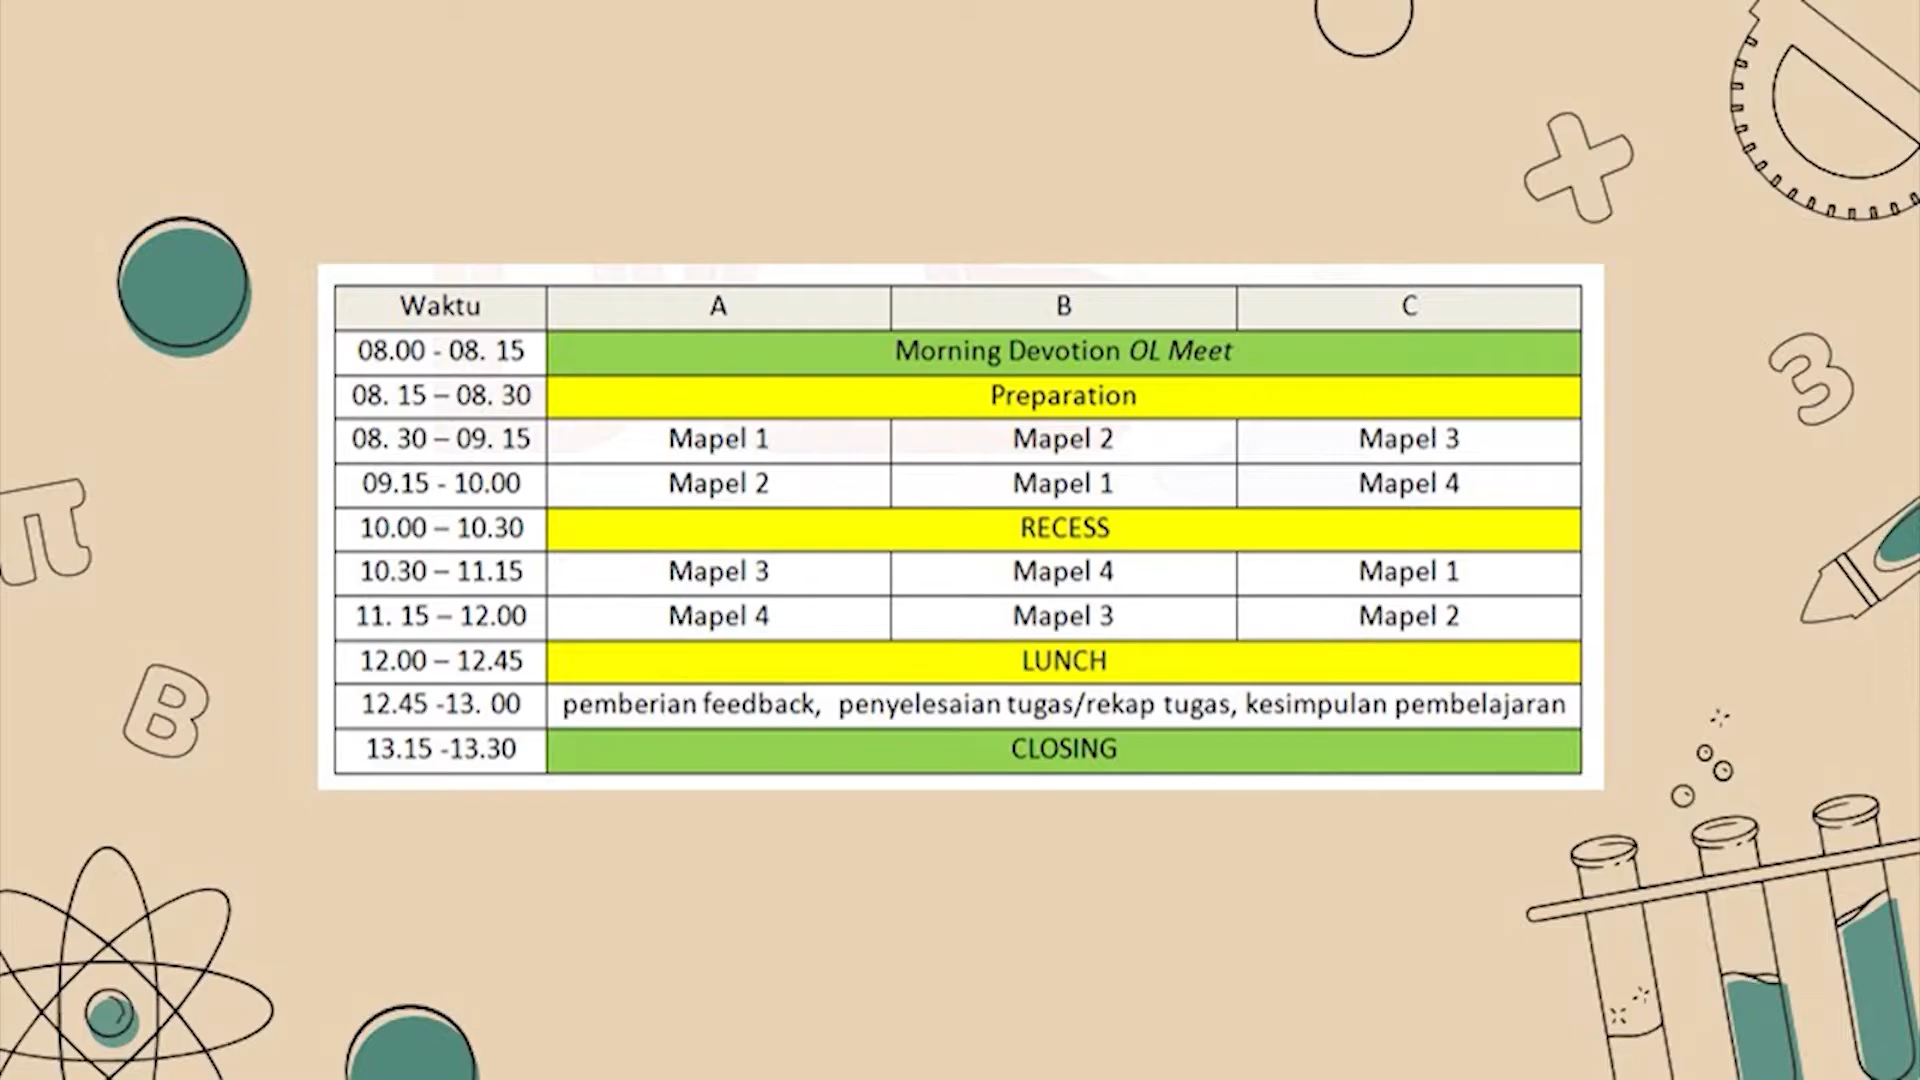 Waktu A B C
08.00 - 08. 15 Morning Devotion OL Meet
08. 15 – 08. 30 Preparation
08. 30 – 09. 15 Mapel 1 Mapel 2 Mapel 3
09.15 - 10.00 Mapel 2 Mapel 1 Mapel 4
10.00 – 10.30 RECESS
10.30 – 11.15 Mapel 3 Mapel 4 Mapel 1
11. 15 – 12.00 Mapel 4 Mapel 3 Mapel 2
12.00 – 12.45 LUNCH
12.45 -13. 00 pemberian feedback, penyelesaian tugas/rekap tugas, kesimpulan pembelajaran
13.15 -13.30 CLOSING
3
π
B